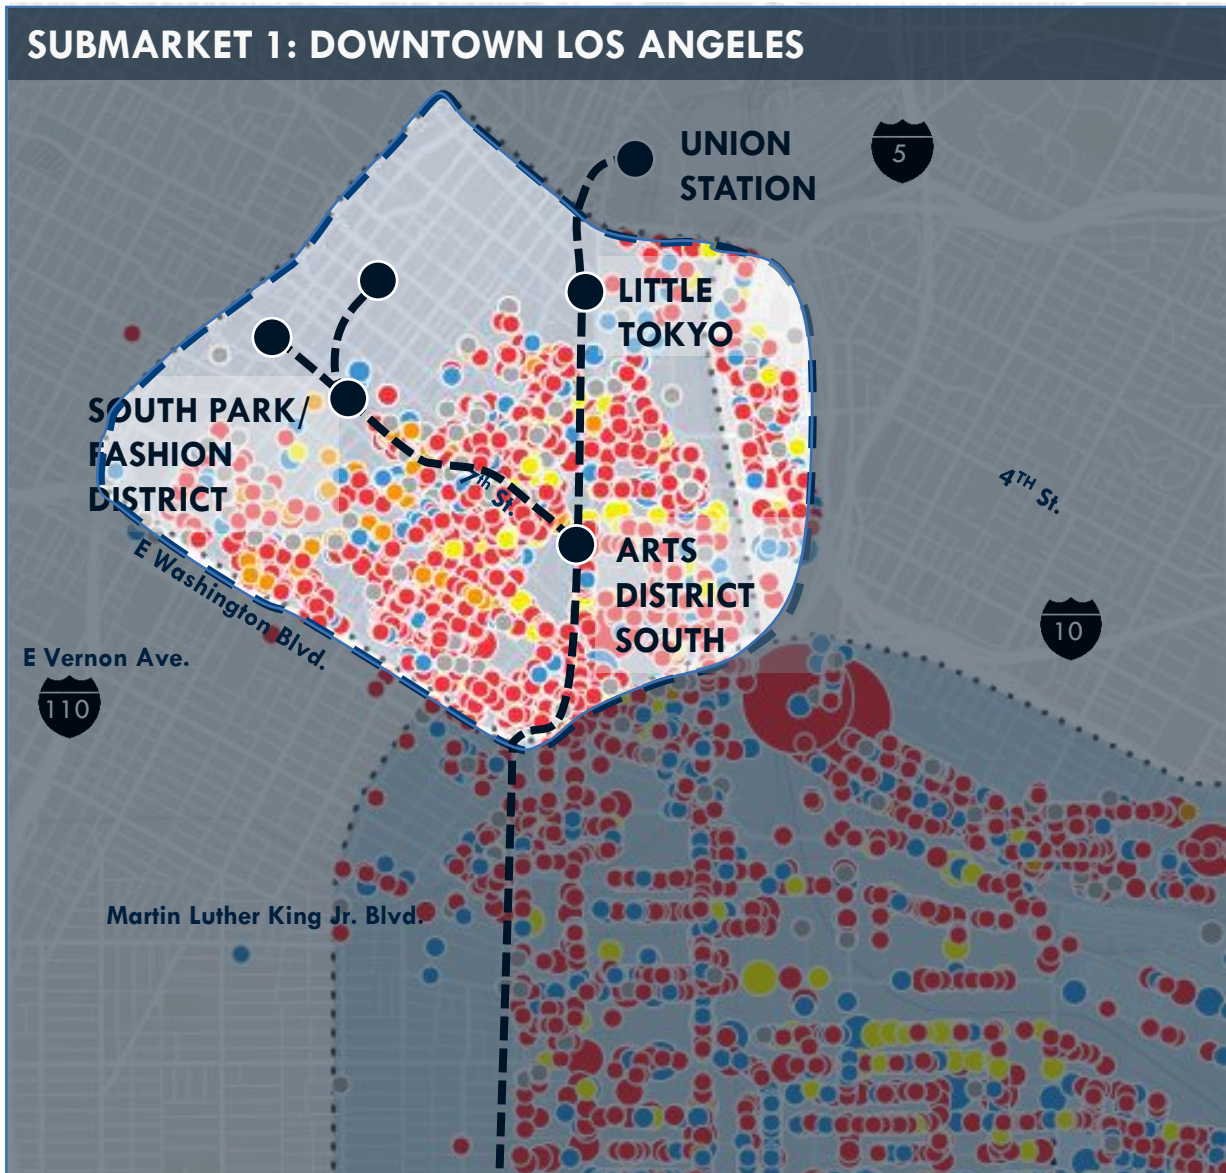 SUBMARKET 1: DOWNTOWN LOS ANGELES
UNION
STATION
5
LITTLE
TOKYO
SOUTH PARK/
FASHION
DISTRICT
7th St.
4TH St.
ARTS
DISTRICT
SOUTH
E Washington Blvd.
10
E Vernon Ave.
110
Martin Luther King Jr. Blvd.